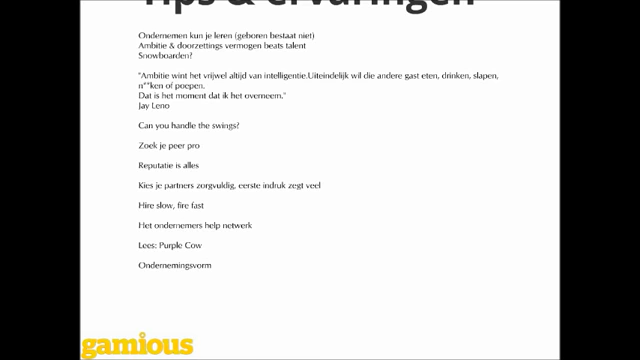 Tips & ervaringen
Ondernemen kun je leren (geboren bestaat niet)
Ambitie & doorzettings vermogen beats talent
Snowboarden?
"Ambitie wint het vrijwel altijd van intelligentie.Uiteindelijk wil die andere gast eten, drinken, slapen,
n**ken of poepen.
Dat is het moment dat ik het overneem."
Jay Leno
Can you handle the swings?
Zoek je peer pro
Reputatie is alles
Kies je partners zorgvuldig, eerste indruk zegt veel
Hire slow, fire fast
Het ondernemers help netwerk
Lees: Purple Cow
Ondernemingsvorm
gamious